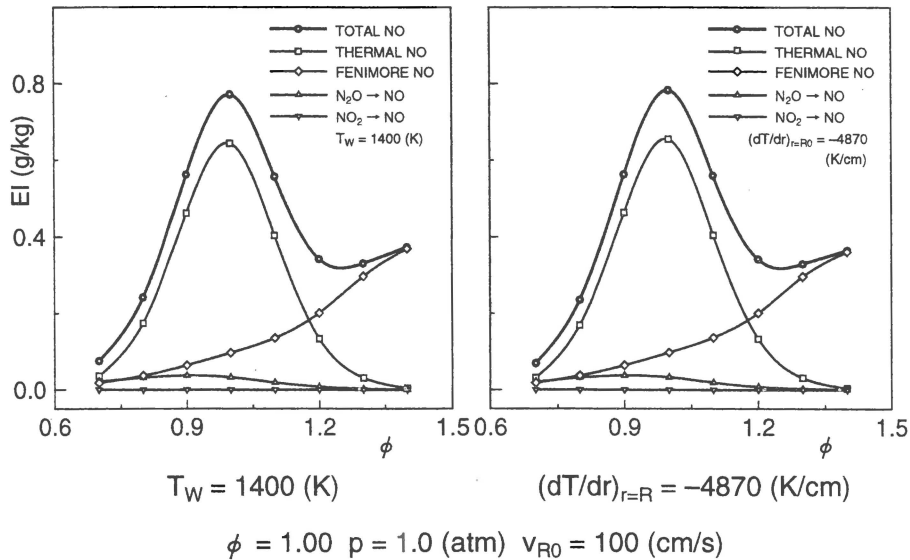 TOTAL NO
THERMAL NO
FENIMORE NO
N₂O → NO
NO₂ → NO
T_W = 1400 (K)
EI (g/kg)
0.8
0.4
0.0
0.6
0.9
1.2
1.5
ϕ
T_W = 1400 (K)
TOTAL NO
THERMAL NO
FENIMORE NO
N₂O → NO
NO₂ → NO
(dT/dr)_{r=R0} = −4870
(K/cm)
0.6
0.9
1.2
1.5
ϕ
(dT/dr)_{r=R} = −4870 (K/cm)
ϕ = 1.00 p = 1.0 (atm) v_{R0} = 100 (cm/s)